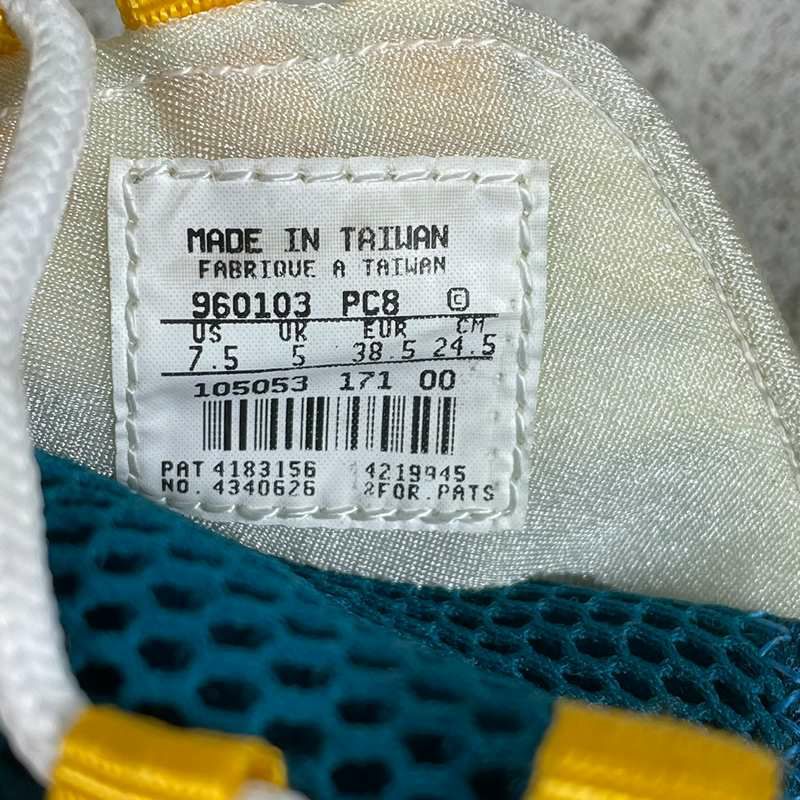 MADE IN TAIWAN
FABRIQUE A TAIWAN
960103 PC8 ©
US UK EUR CM
7.5 5 38.5 24.5
105053 171 00
PAT 4183156 4219945
NO. 4340626 &FOR.PATS